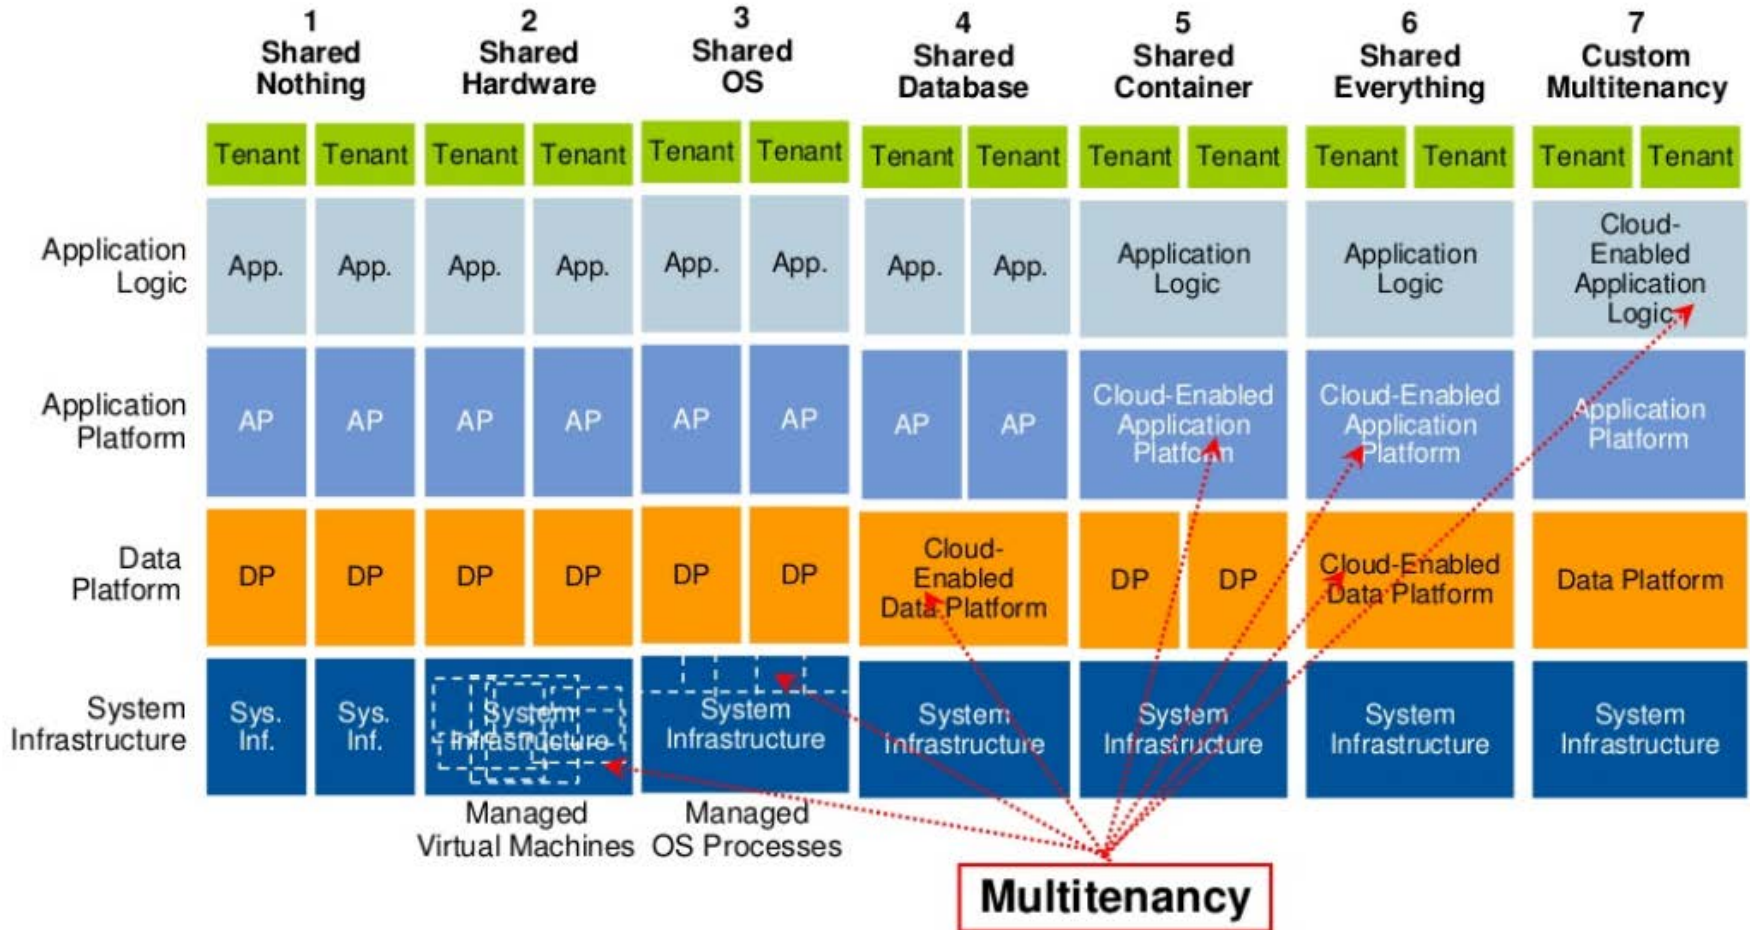 1
Shared
Nothing
2
Shared
Hardware
3
Shared
OS
4
Shared
Database
5
Shared
Container
6
Shared
Everything
7
Custom
Multitenancy
Tenant Tenant Tenant Tenant Tenant Tenant Tenant Tenant Tenant Tenant Tenant Tenant Tenant Tenant
Application
Logic
App. App. App. App. App. App. App. App.
Application
Logic
Application
Logic
Cloud-
Enabled
Application
Logic
Application
Platform
AP AP AP AP AP AP AP AP
Cloud-Enabled
Application
Platform
Cloud-Enabled
Application
Platform
Application
Platform
Data
Platform
DP DP DP DP DP DP
Cloud-
Enabled
Data Platform
DP DP
Cloud-Enabled
Data Platform
Data Platform
System
Infrastructure
Sys.
Inf.
Sys.
Inf.
System
Infrastructure
System
Infrastructure
System
Infrastructure
System
Infrastructure
System
Infrastructure
System
Infrastructure
Managed
Virtual Machines
Managed
OS Processes
Multitenancy